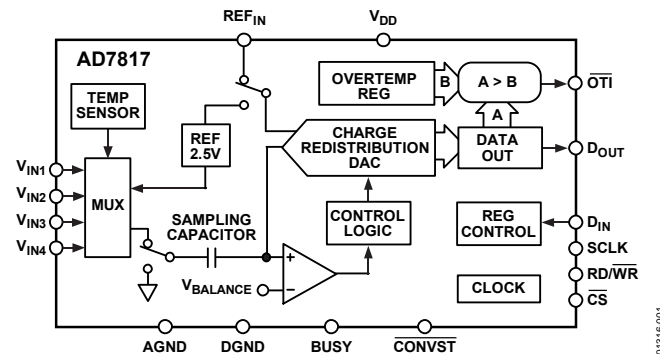 REFIN
VDD
AD7817
TEMP
SENSOR
REF
2.5V
OVERTEMP
REG
B
A > B
A
OTI
CHARGE
REDISTRIBUTION
DAC
DATA
OUT
DOUT
VIN1
VIN2
VIN3
VIN4
MUX
SAMPLING
CAPACITOR
CONTROL
LOGIC
REG
CONTROL
DIN
SCLK
RD/WR
CS
VBALANCE
+
–
CLOCK
AGND
DGND
BUSY
CONVST
01316-001